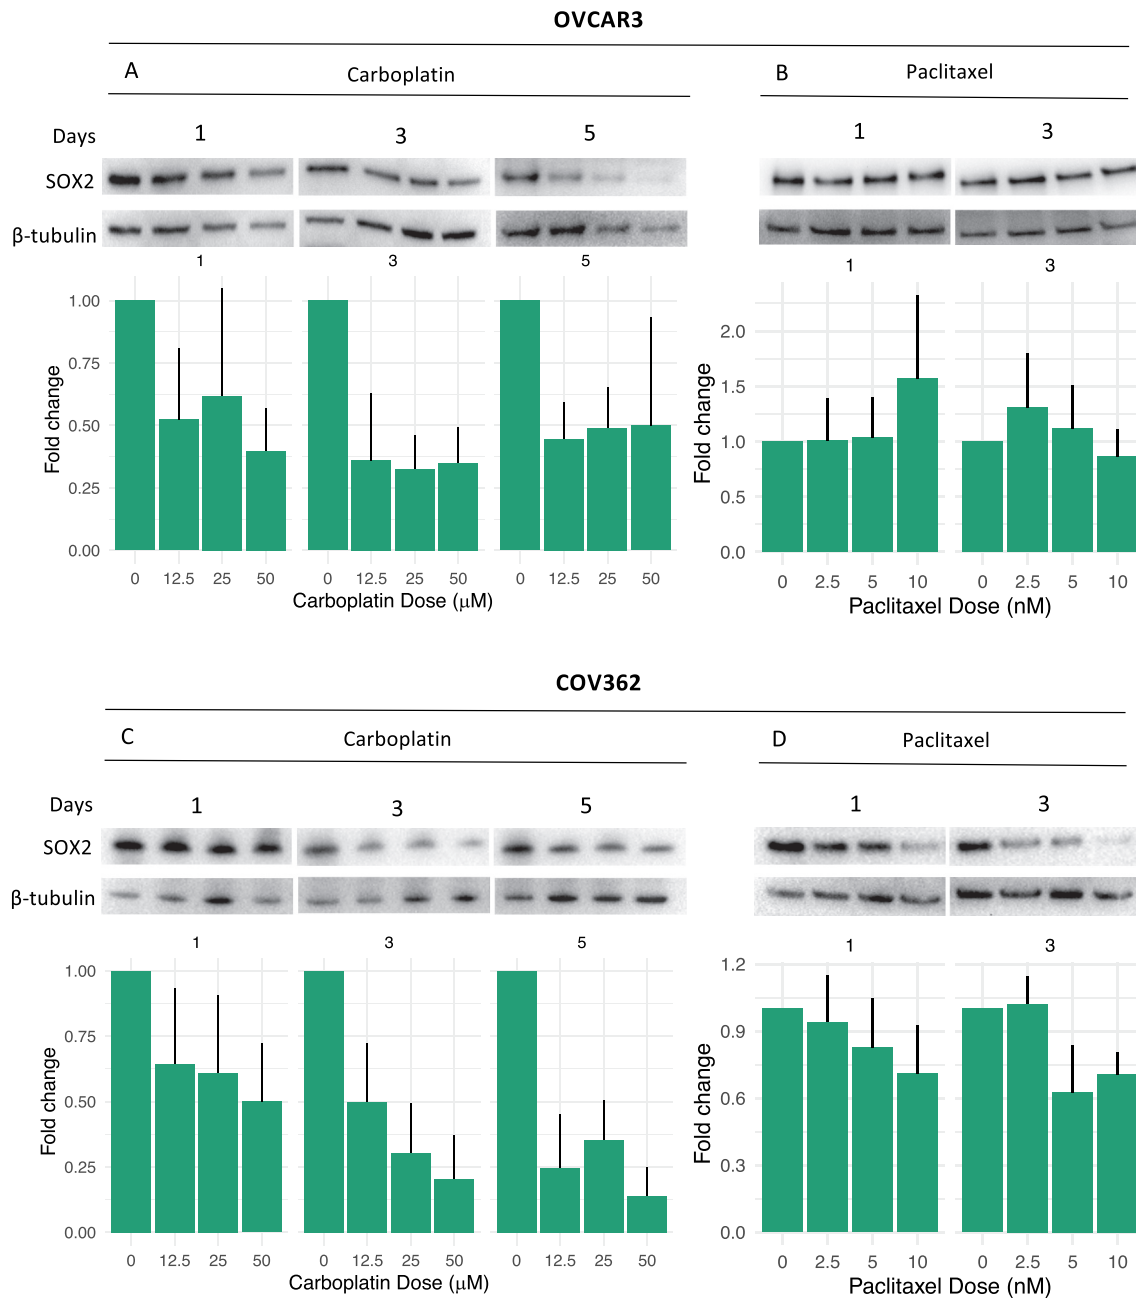 OVCAR3
A Carboplatin
B Paclitaxel
Days 1 3 5
1 3
SOX2
β-tubulin
1 3 5
1 3
Fold change
1.00
0.75
0.50
0.25
0.00
0 12.5 25 50 0 12.5 25 50 0 12.5 25 50
Carboplatin Dose (μM)
Fold change
2.0
1.5
1.0
0.5
0.0
0 2.5 5 10 0 2.5 5 10
Paclitaxel Dose (nM)
COV362
C Carboplatin
D Paclitaxel
Days 1 3 5
1 3
SOX2
β-tubulin
1 3 5
1 3
Fold change
1.00
0.75
0.50
0.25
0.00
0 12.5 25 50 0 12.5 25 50 0 12.5 25 50
Carboplatin Dose (μM)
Fold change
1.2
0.9
0.6
0.3
0.0
0 2.5 5 10 0 2.5 5 10
Paclitaxel Dose (nM)